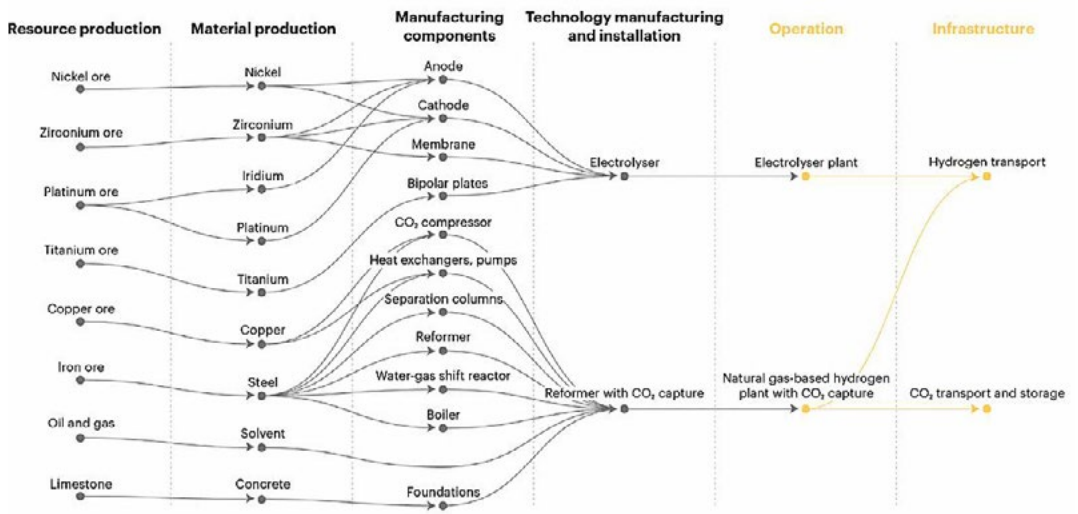 Resource production
Material production
Manufacturing
components
Technology manufacturing
and installation
Operation
Infrastructure
Nickel ore
Zirconium ore
Platinum ore
Titanium ore
Copper ore
Iron ore
Oil and gas
Limestone
Nickel
Zirconium
Iridium
Platinum
Titanium
Copper
Steel
Solvent
Concrete
Anode
Cathode
Membrane
Bipolar plates
CO₂ compressor
Heat exchangers, pumps
Separation columns
Reformer
Water-gas shift reactor
Boiler
Foundations
Electrolyser
Reformer with CO₂ capture
Electrolyser plant
Natural gas-based hydrogen
plant with CO₂ capture
Hydrogen transport
CO₂ transport and storage